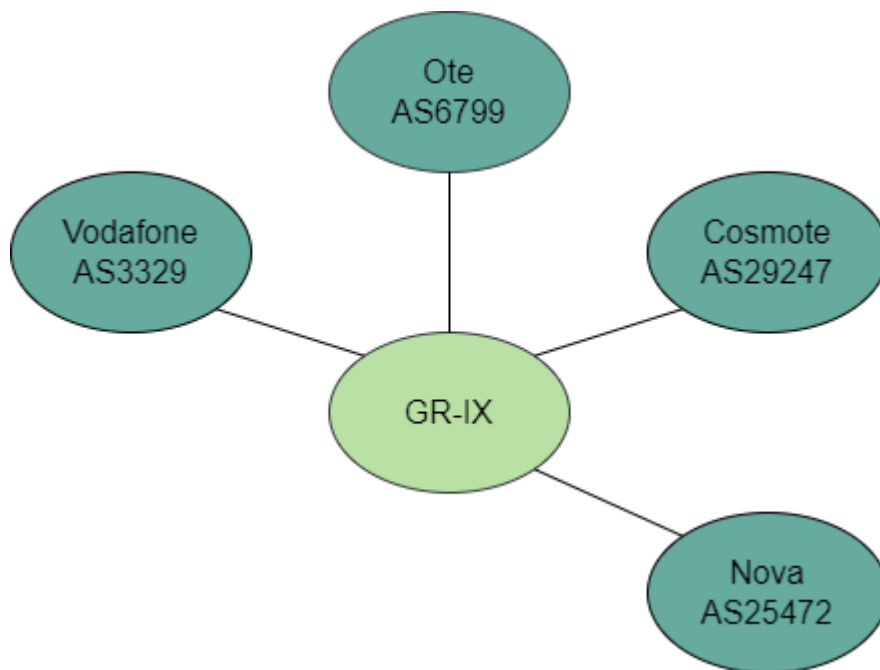 Ote
AS6799
Vodafone
AS3329
Cosmote
AS29247
GR-IX
Nova
AS25472